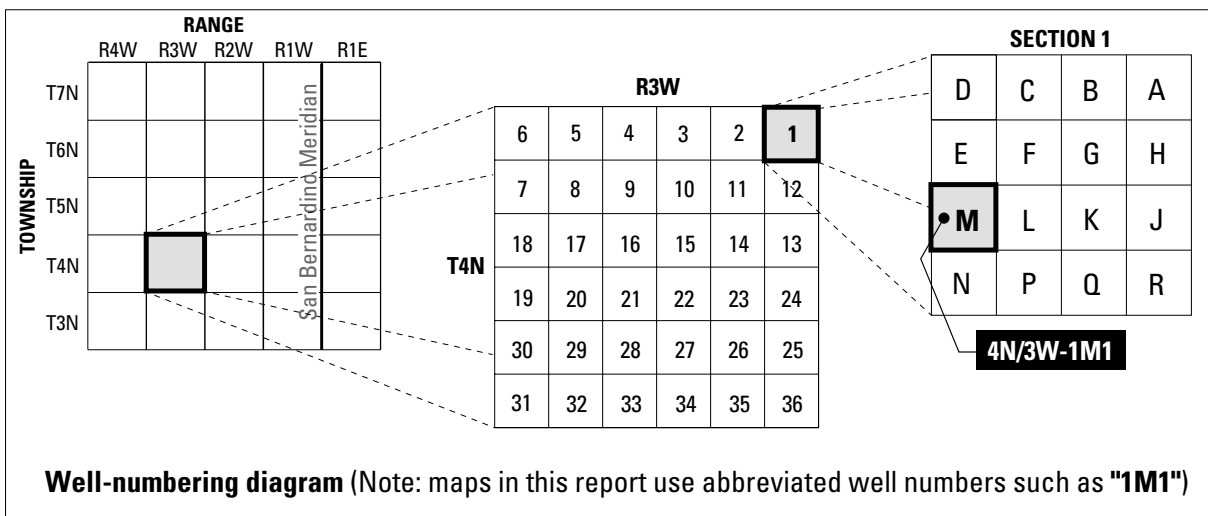 RANGE
R4W R3W R2W R1W R1E
TOWNSHIP
T7N
T6N
T5N
T4N
T3N
San Bernardino Meridian
R3W
T4N
6 5 4 3 2 1
7 8 9 10 11 12
18 17 16 15 14 13
19 20 21 22 23 24
30 29 28 27 26 25
31 32 33 34 35 36
SECTION 1
D C B A
E F G H
M L K J
N P Q R
4N/3W-1M1
Well-numbering diagram (Note: maps in this report use abbreviated well numbers such as "1M1")